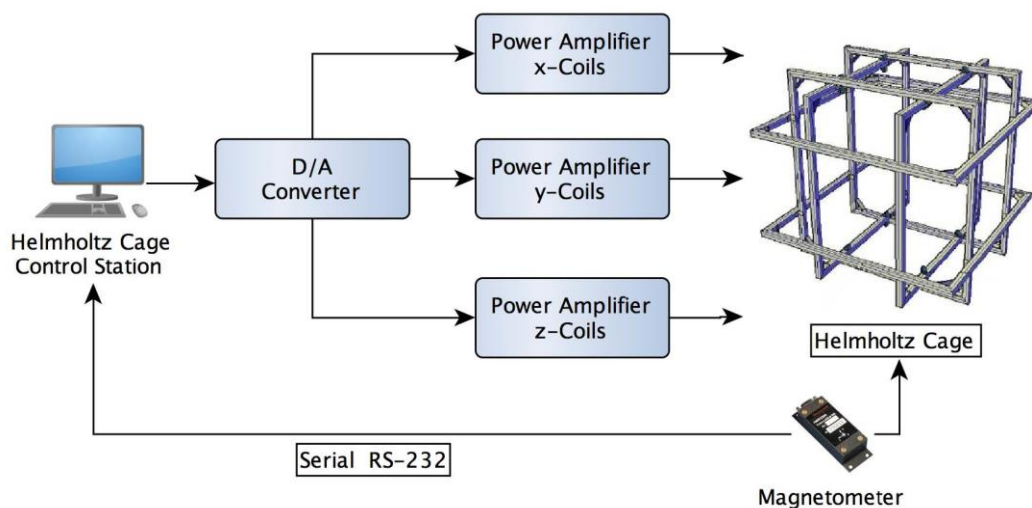 Power Amplifier
x-Coils
D/A
Converter
Power Amplifier
y-Coils
Helmholtz Cage
Control Station
Power Amplifier
z-Coils
Helmholtz Cage
Serial RS-232
Magnetometer